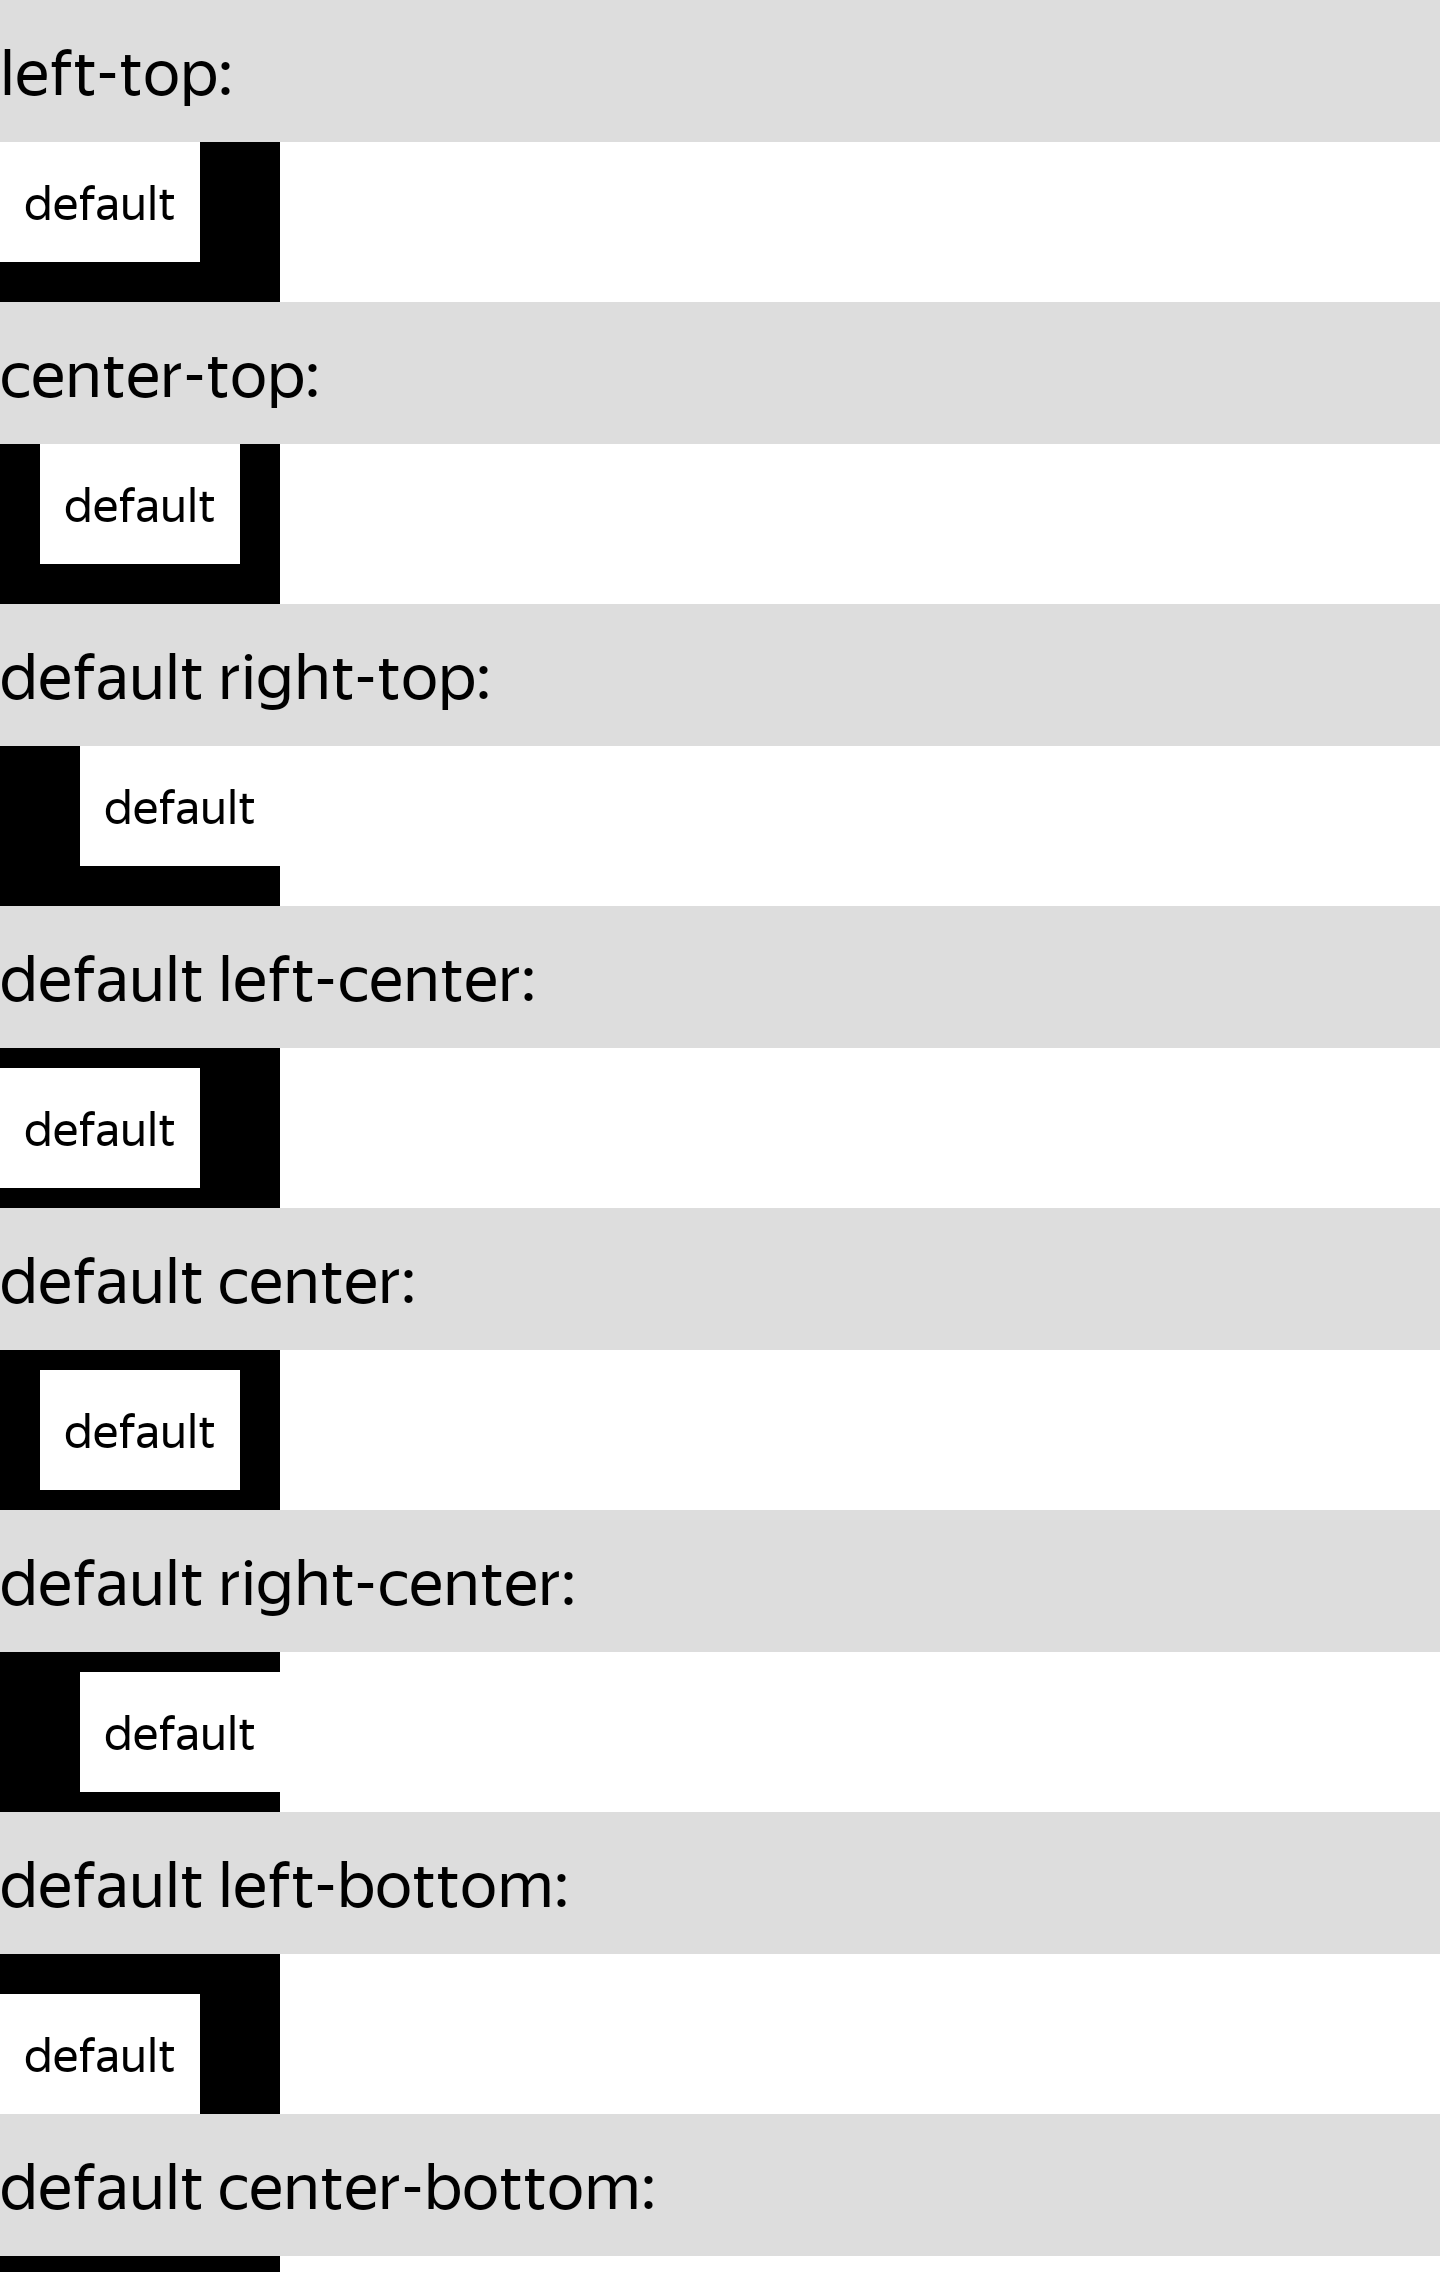 left-top:
default
center-top:
default
default right-top:
default
default left-center:
default
default center:
default
default right-center:
default
default left-bottom:
default
default center-bottom: